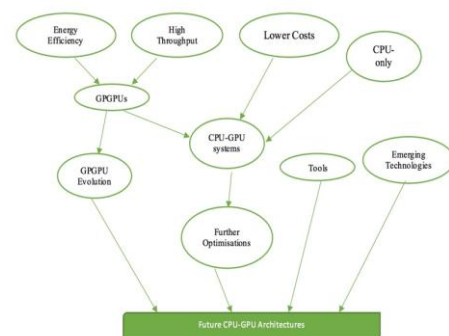 Energy
Efficiency
High
Throughput
Lower Costs
CPU-
only
GPGPUs
CPU-GPU
systems
GPGPU
Evolution
Tools
Emerging
Technologies
Further
Optimisations
Future CPU-GPU Architectures